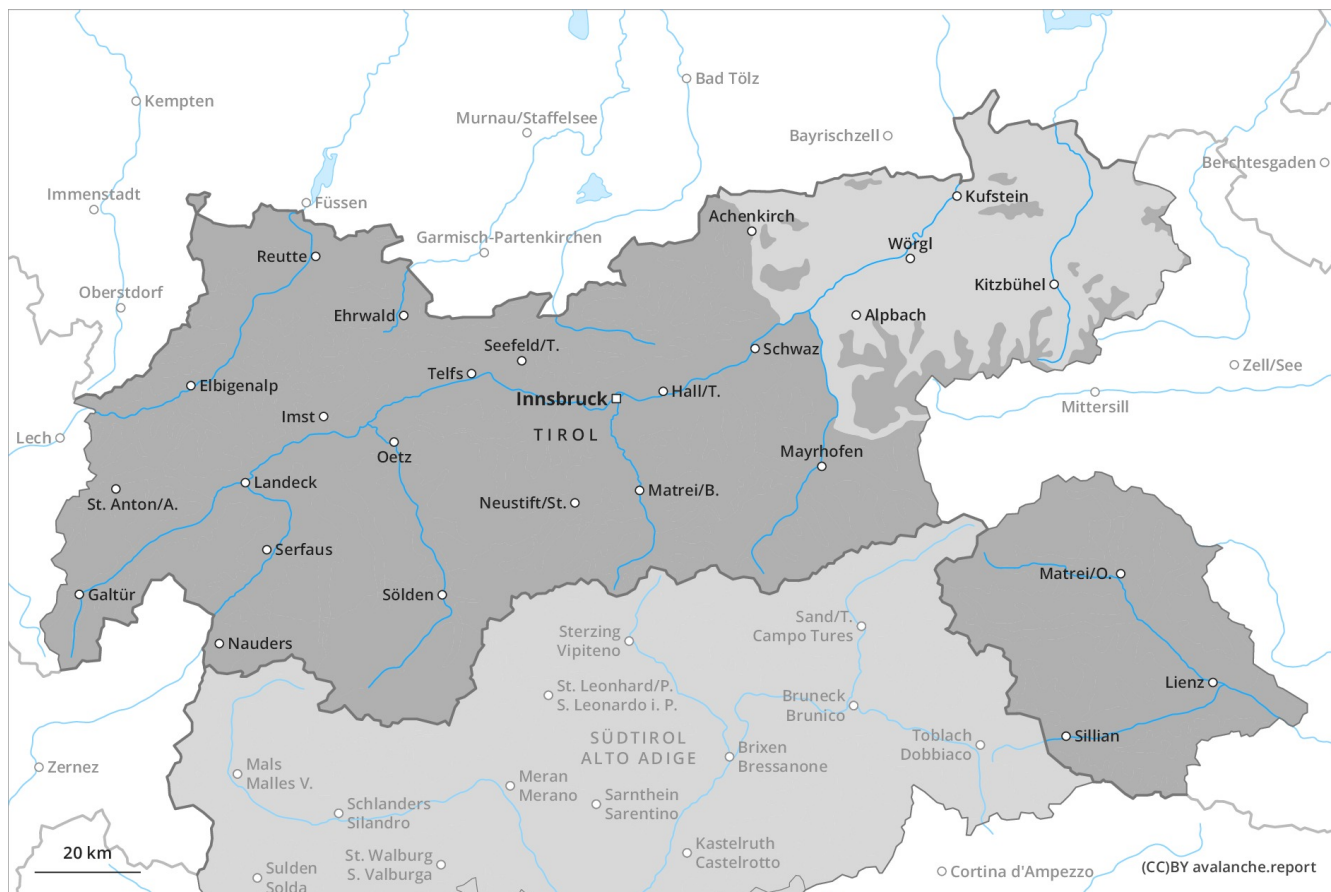 Bad Tölz
Kempten
Murnau/Staffelsee
Bayrischzell
Berchtesgaden
Immenstadt
Füssen
Kufstein
Achenkirch
Garmisch-Partenkirchen
Wörgl
Reutte
Kitzbühel
Oberstdorf
Ehrwald
Alpbach
Seefeld/T.
Schwaz
Zell/See
Telfs
Elbigenalp
Hall/T.
Innsbruck
Mittersill
Imst
TIROL
Lech
Oetz
Mayrhofen
Landeck
Matrei/B.
St. Anton/A.
Neustift/St.
Serfaus
Matrei/O.
Galtür
Sölden
Sand/T.
Campo Tures
Sterzing
Vipiteno
Nauders
Lienz
St. Leonhard/P.
S. Leonardo i. P.
Bruneck
Brunico
SÜDTIROL
ALTO ADIGE
Toblach
Dobbiaco
Sillian
Brixen
Bressanone
Zernez
Mals
Malles V.
Meran
Merano
Sarnthein
Sarentino
Schlanders
Silandro
Kastelruth
Castelrotto
20 km
St. Walburg
S. Valburga
Sulden
Solda
Cortina d'Ampezzo
(CC)BY avalanche.report